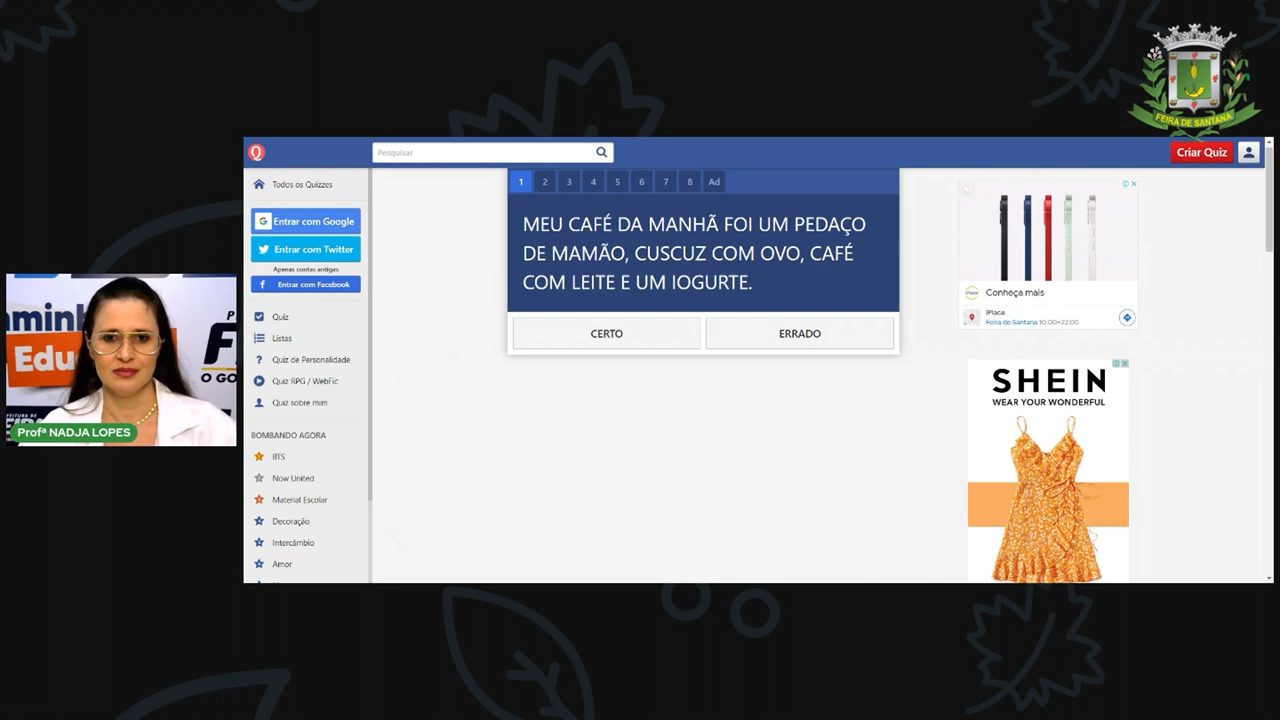 FEIRA DE SANTANA
Q
Pesquisar
Criar Quiz
Todos os Quizzes
G Entrar com Google
Entrar com Twitter
Apenas contas antigas
f Entrar com Facebook
Quiz
Listas
? Quiz de Personalidade
Quiz RPG / WebFic
Quiz sobre mim
BOMBANDO AGORA
BTS
Now United
Material Escolar
Decoração
Intercâmbio
Amor
1 2 3 4 5 6 7 8 Ad
MEU CAFÉ DA MANHÃ FOI UM PEDAÇO
DE MAMÃO, CUSCUZ COM OVO, CAFÉ
COM LEITE E UM IOGURTE.
CERTO
ERRADO
Conheça mais
iPlace
Feira de Santana 10:00–22:00
SHEIN
WEAR YOUR WONDERFUL
aminh
Edu
O GO
Profª NADJA LOPES